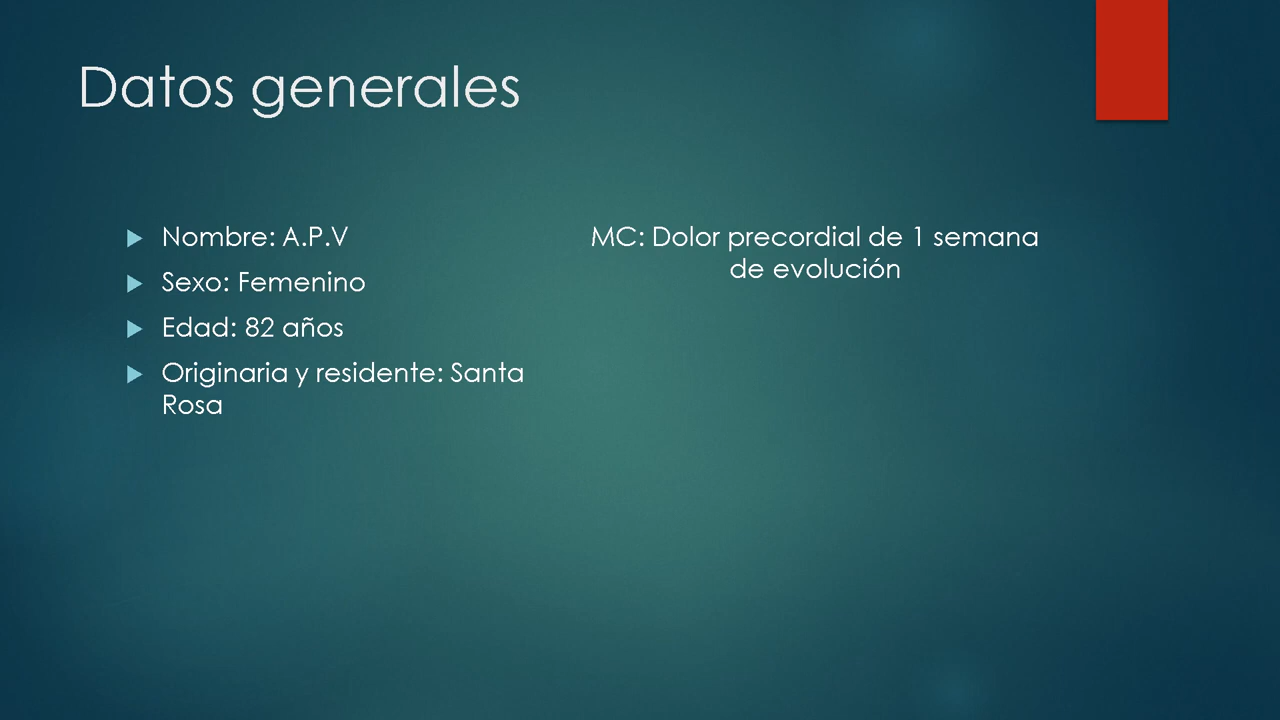 Datos generales
Nombre: A.P.V
Sexo: Femenino
Edad: 82 años
Originaria y residente: Santa
Rosa
MC: Dolor precordial de 1 semana
de evolución